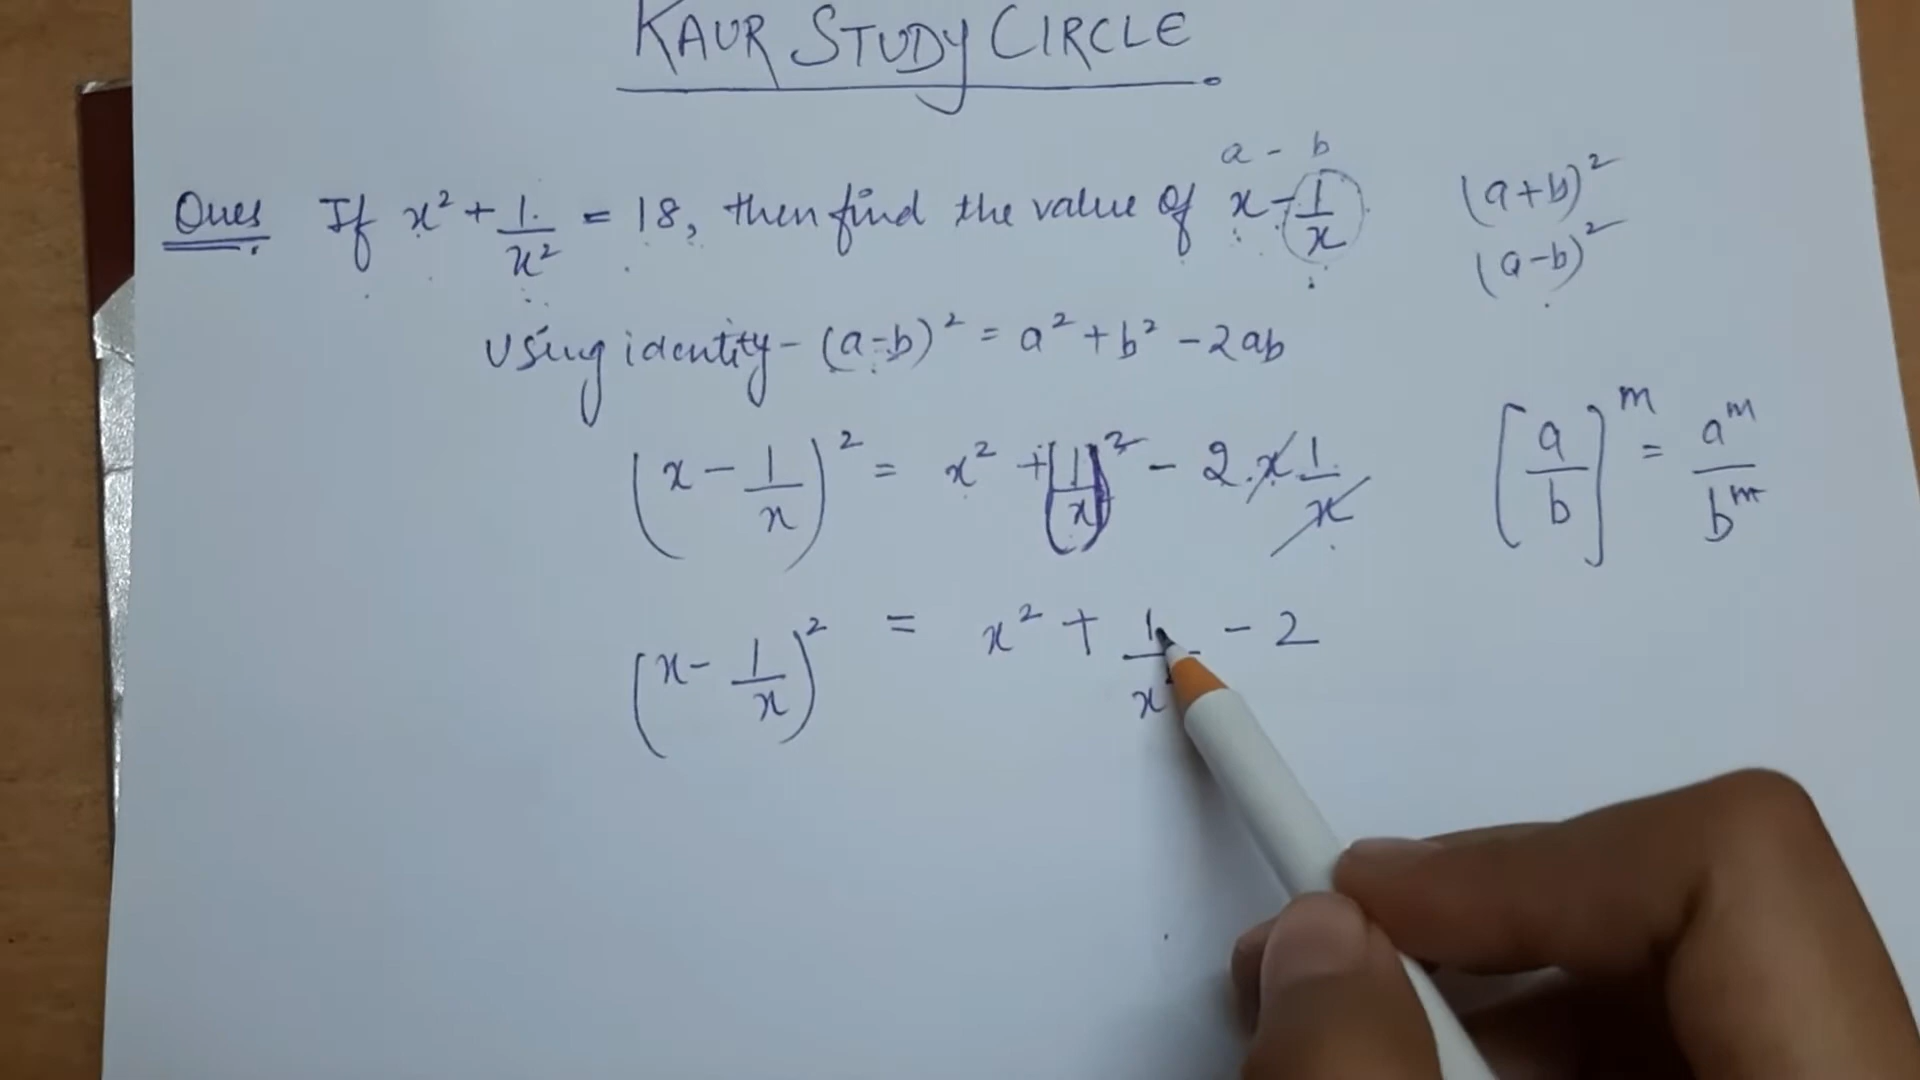 KAUR STUDY CIRCLE
a - b
Ques If x² + 1/x² = 18, then find the value of x - 1/x
(a+b)²
(a-b)²
Using identity - (a-b)² = a² + b² - 2ab
(x - 1/x)² = x² + (1/x)² - 2.x 1/x
[a/b]^m = a^m/b^m
(x - 1/x)² = x² + 1/x² - 2